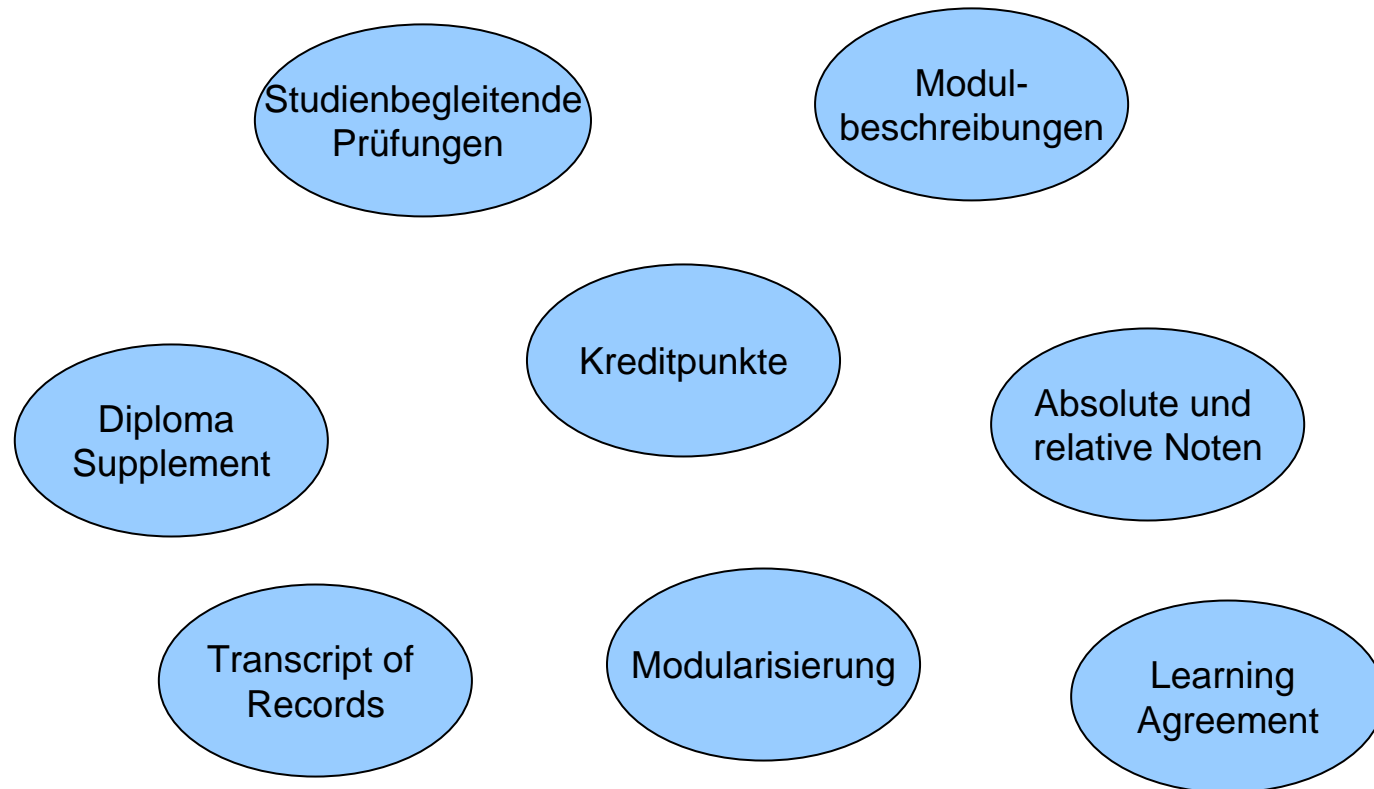 Studienbegleitende
Prüfungen
Modul-
beschreibungen
Kreditpunkte
Diploma
Supplement
Absolute und
relative Noten
Transcript of
Records
Modularisierung
Learning
Agreement